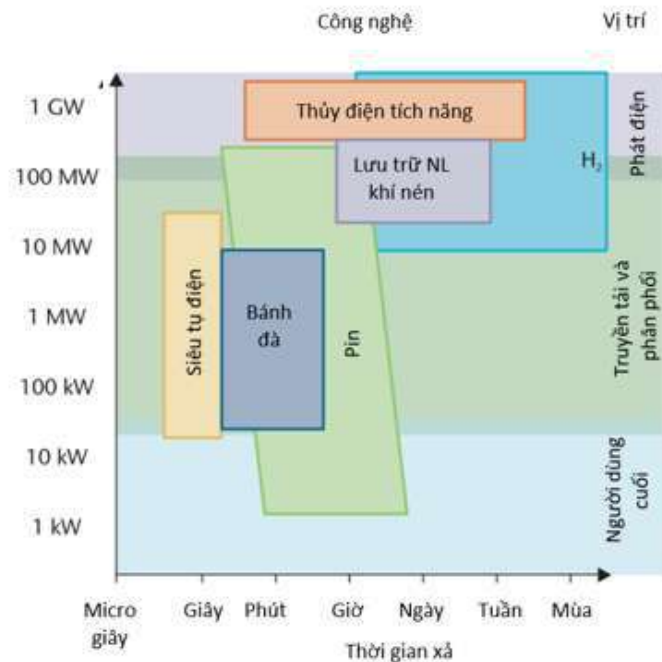 Công nghệ
Vị trí
1 GW
100 MW
10 MW
1 MW
100 kW
10 kW
1 kW
Thủy điện tích năng
Lưu trữ NL
khí nén
H₂
Siêu tụ điện
Bánh
đà
Pin
Phát điện
Truyền tải và
phân phối
Người dùng
cuối
Micro
giây
Giây
Phút
Giờ
Ngày
Tuần
Mùa
Thời gian xả